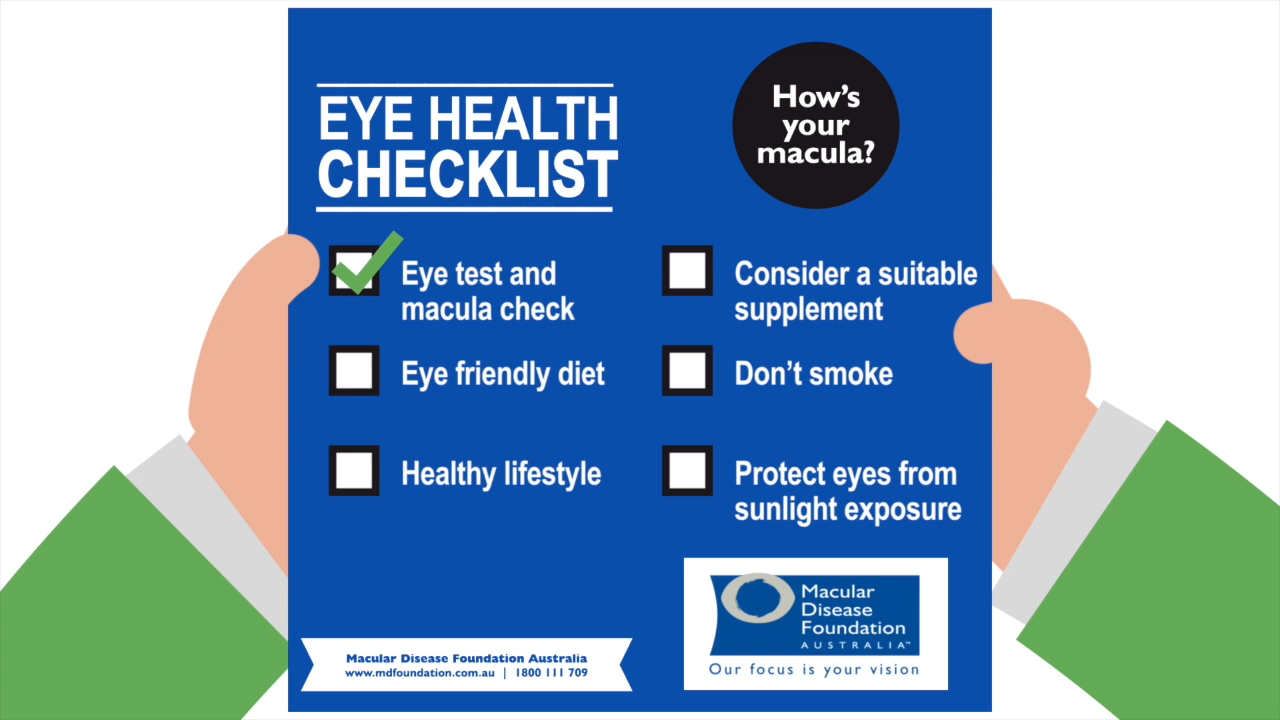 EYE HEALTH
CHECKLIST
How's
your
macula?
Eye test and
macula check
Eye friendly diet
Healthy lifestyle
Consider a suitable
supplement
Don't smoke
Protect eyes from
sunlight exposure
Macular Disease Foundation Australia
www.mdfoundation.com.au | 1800 111 709
Macular
Disease
Foundation
AUSTRALIA™
Our focus is your vision